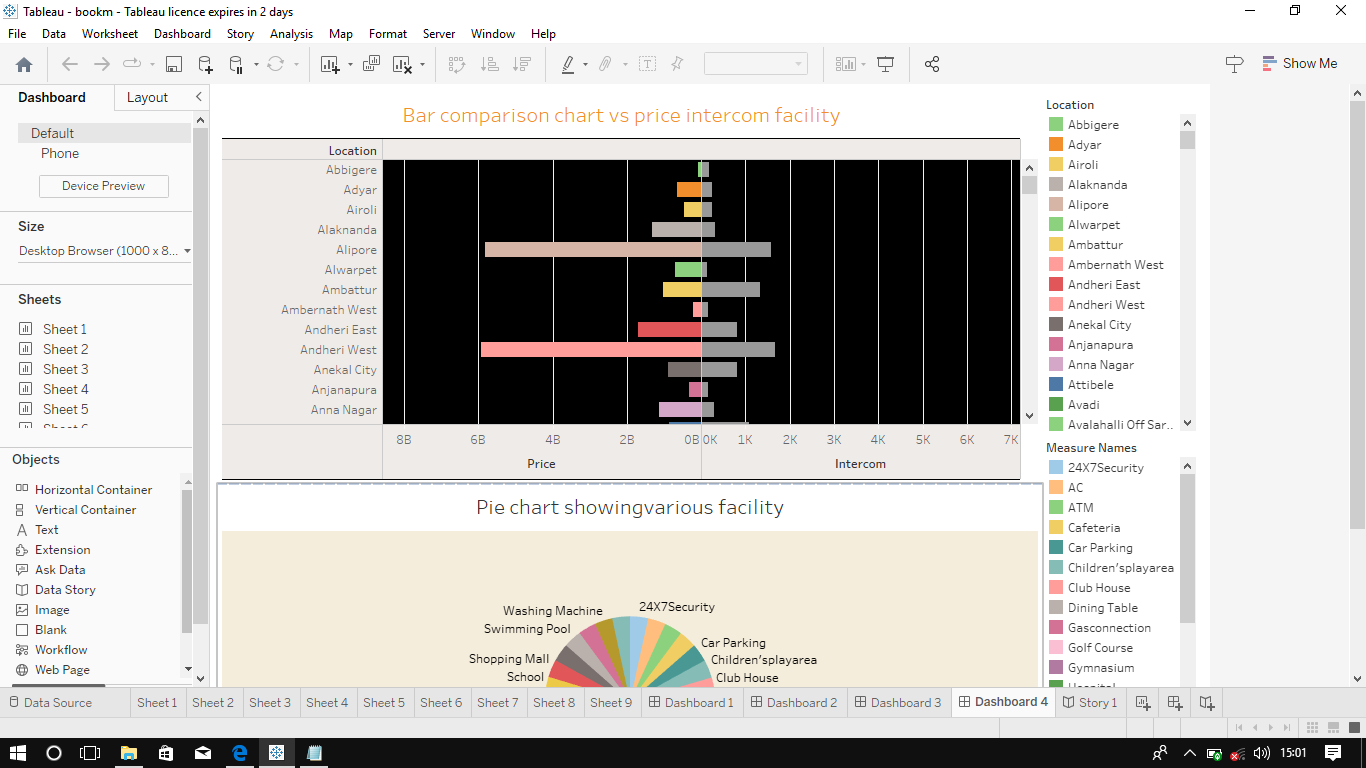 Tableau - bookm - Tableau licence expires in 2 days
File Data Worksheet Dashboard Story Analysis Map Format Server Window Help
Show Me
Dashboard Layout
Default
Phone
Device Preview
Size
Desktop Browser (1000 x 8...
Sheets
Sheet 1
Sheet 2
Sheet 3
Sheet 4
Sheet 5
Objects
Horizontal Container
Vertical Container
Text
Extension
Ask Data
Data Story
Image
Blank
Workflow
Web Page
Bar comparison chart vs price intercom facility
Location
Abbigere
Adyar
Airoli
Alaknanda
Alipore
Alwarpet
Ambattur
Ambernath West
Andheri East
Andheri West
Anekal City
Anjanapura
Anna Nagar
8B 6B 4B 2B 0B 0K 1K 2K 3K 4K 5K 6K 7K
Price Intercom
Pie chart showingvarious facility
Washing Machine
24X7Security
Swimming Pool
Car Parking
Shopping Mall
Children'splayarea
School
Club House
Location
Abbigere
Adyar
Airoli
Alaknanda
Alipore
Alwarpet
Ambattur
Ambernath West
Andheri East
Andheri West
Anekal City
Anjanapura
Anna Nagar
Attibele
Avadi
Avalahalli Off Sar..
Measure Names
24X7Security
AC
ATM
Cafeteria
Car Parking
Children'splayarea
Club House
Dining Table
Gasconnection
Golf Course
Gymnasium
Data Source Sheet 1 Sheet 2 Sheet 3 Sheet 4 Sheet 5 Sheet 6 Sheet 7 Sheet 8 Sheet 9 Dashboard 1 Dashboard 2 Dashboard 3 Dashboard 4 Story 1
15:01